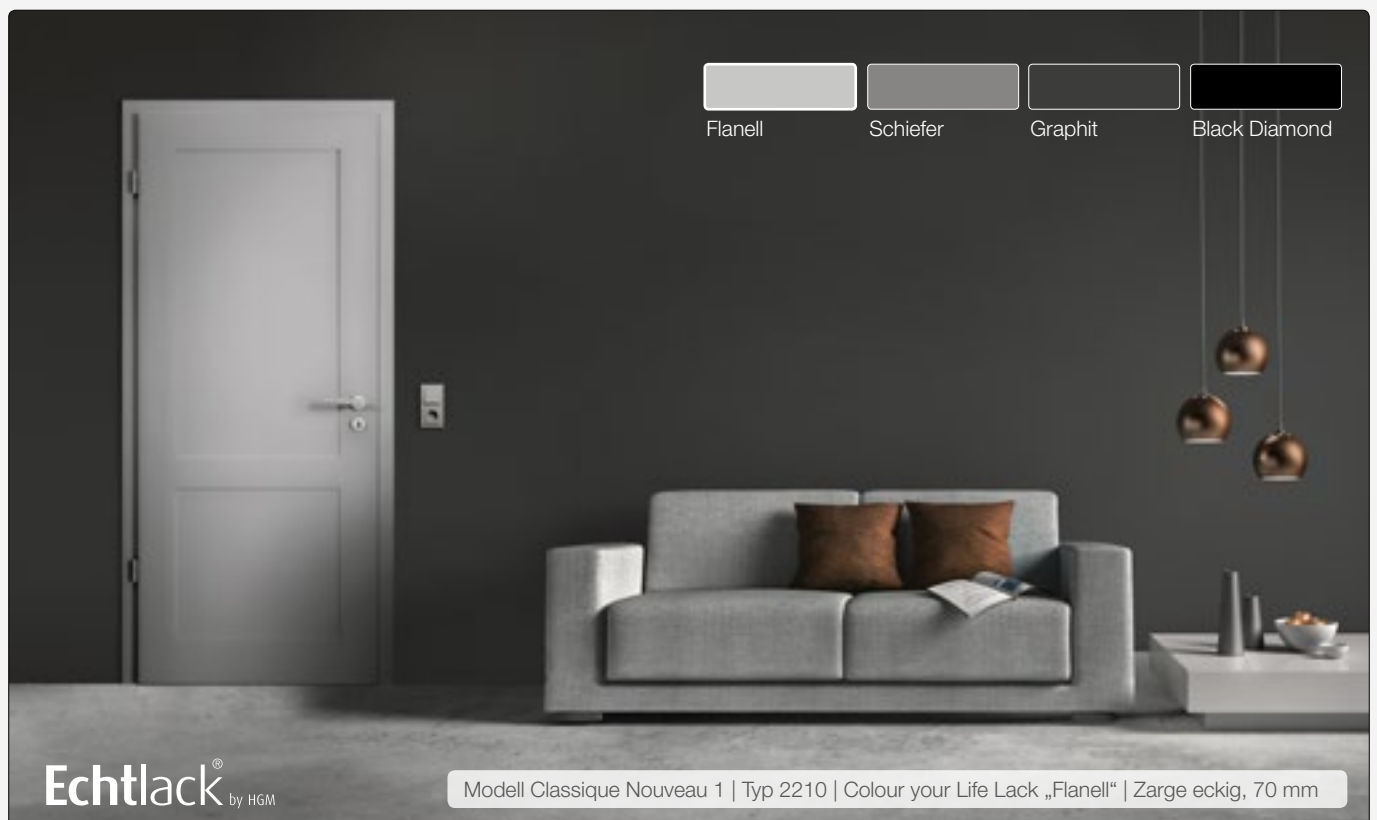 Flanell
Schiefer
Graphit
Black Diamond
Echtlack® by HGM
Modell Classique Nouveau 1 | Typ 2210 | Colour your Life Lack „Flanell“ | Zarge eckig, 70 mm